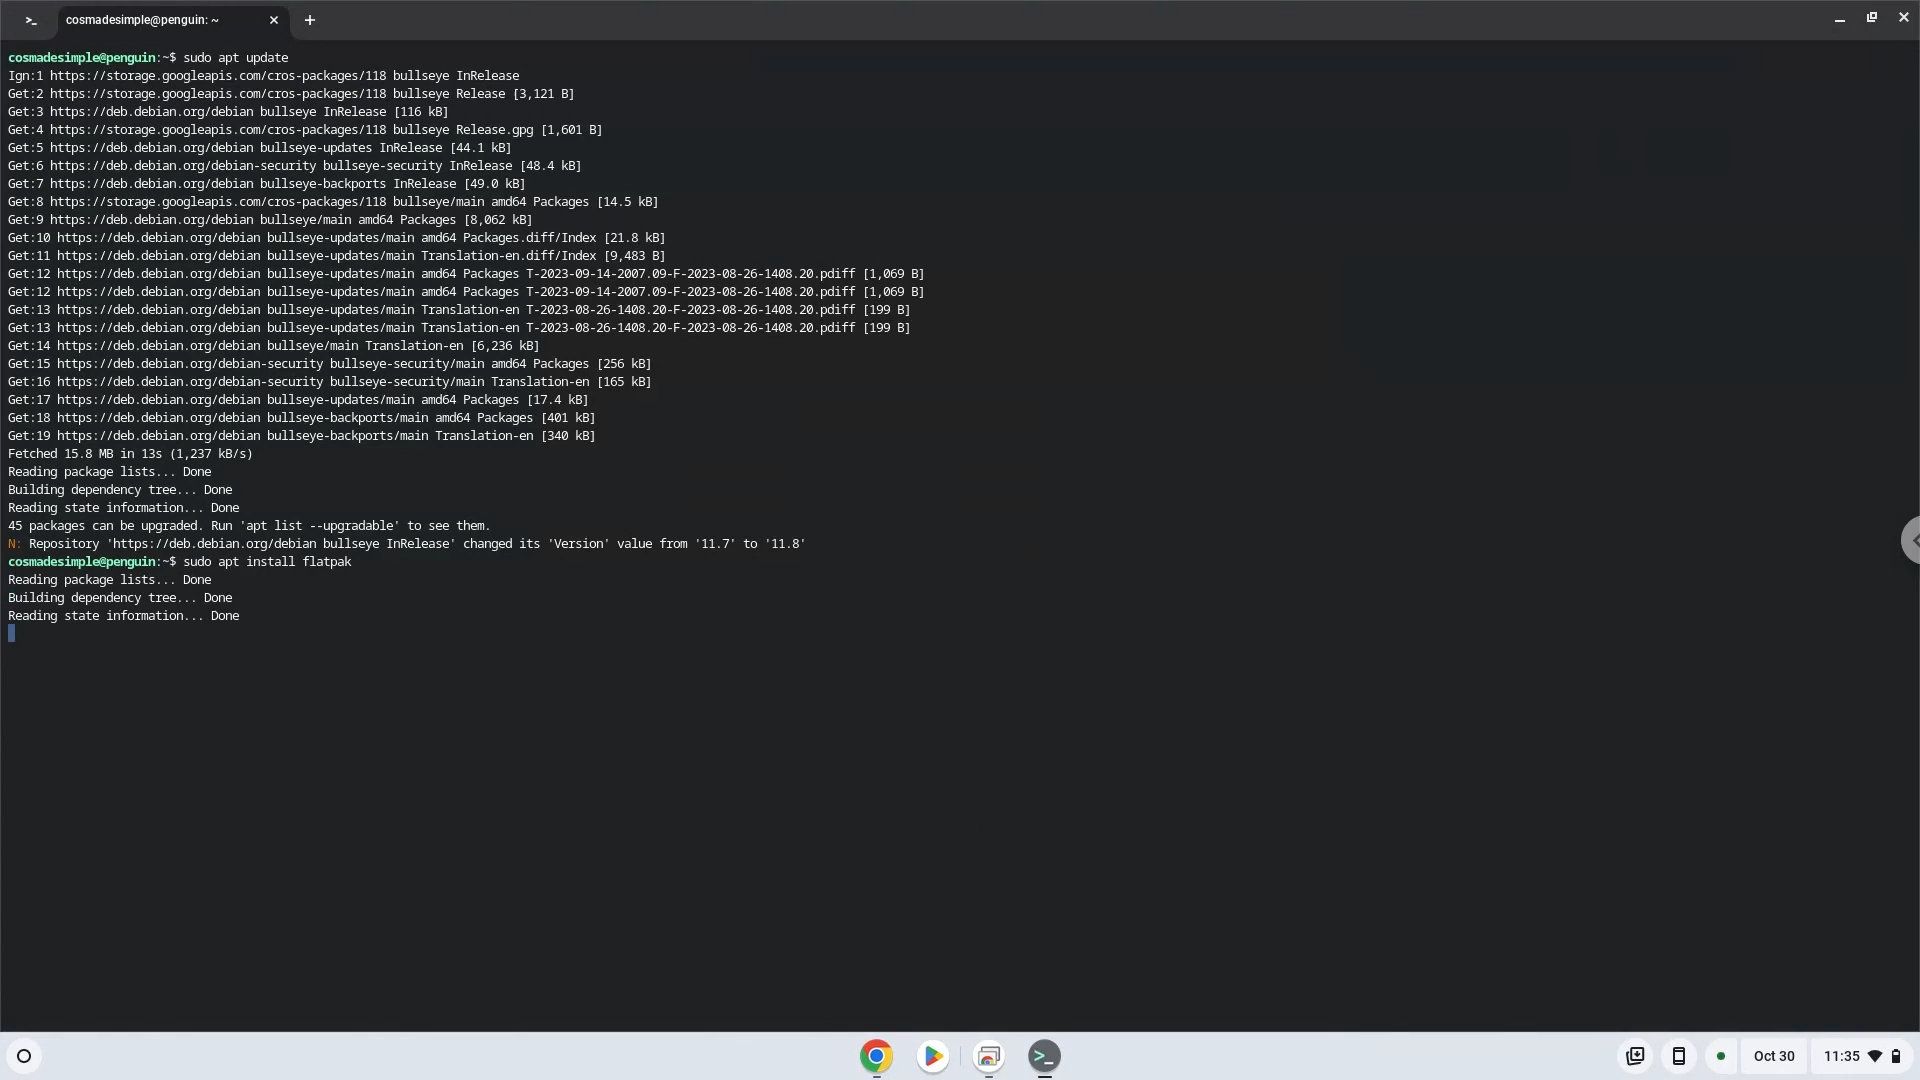 cosmadesimple@penguin: ~
cosmadesimple@penguin:~$ sudo apt update
Ign:1 https://storage.googleapis.com/cros-packages/118 bullseye InRelease
Get:2 https://storage.googleapis.com/cros-packages/118 bullseye Release [3,121 B]
Get:3 https://deb.debian.org/debian bullseye InRelease [116 kB]
Get:4 https://storage.googleapis.com/cros-packages/118 bullseye Release.gpg [1,601 B]
Get:5 https://deb.debian.org/debian bullseye-updates InRelease [44.1 kB]
Get:6 https://deb.debian.org/debian-security bullseye-security InRelease [48.4 kB]
Get:7 https://deb.debian.org/debian bullseye-backports InRelease [49.0 kB]
Get:8 https://storage.googleapis.com/cros-packages/118 bullseye/main amd64 Packages [14.5 kB]
Get:9 https://deb.debian.org/debian bullseye/main amd64 Packages [8,062 kB]
Get:10 https://deb.debian.org/debian bullseye-updates/main amd64 Packages.diff/Index [21.8 kB]
Get:11 https://deb.debian.org/debian bullseye-updates/main Translation-en.diff/Index [9,483 B]
Get:12 https://deb.debian.org/debian bullseye-updates/main amd64 Packages T-2023-09-14-2007.09-F-2023-08-26-1408.20.pdiff [1,069 B]
Get:12 https://deb.debian.org/debian bullseye-updates/main amd64 Packages T-2023-09-14-2007.09-F-2023-08-26-1408.20.pdiff [1,069 B]
Get:13 https://deb.debian.org/debian bullseye-updates/main Translation-en T-2023-08-26-1408.20-F-2023-08-26-1408.20.pdiff [199 B]
Get:13 https://deb.debian.org/debian bullseye-updates/main Translation-en T-2023-08-26-1408.20-F-2023-08-26-1408.20.pdiff [199 B]
Get:14 https://deb.debian.org/debian bullseye/main Translation-en [6,236 kB]
Get:15 https://deb.debian.org/debian-security bullseye-security/main amd64 Packages [256 kB]
Get:16 https://deb.debian.org/debian-security bullseye-security/main Translation-en [165 kB]
Get:17 https://deb.debian.org/debian bullseye-updates/main amd64 Packages [17.4 kB]
Get:18 https://deb.debian.org/debian bullseye-backports/main amd64 Packages [401 kB]
Get:19 https://deb.debian.org/debian bullseye-backports/main Translation-en [340 kB]
Fetched 15.8 MB in 13s (1,237 kB/s)
Reading package lists... Done
Building dependency tree... Done
Reading state information... Done
45 packages can be upgraded. Run 'apt list --upgradable' to see them.
N: Repository 'https://deb.debian.org/debian bullseye InRelease' changed its 'Version' value from '11.7' to '11.8'
cosmadesimple@penguin:~$ sudo apt install flatpak
Reading package lists... Done
Building dependency tree... Done
Reading state information... Done
Oct 30
11:35